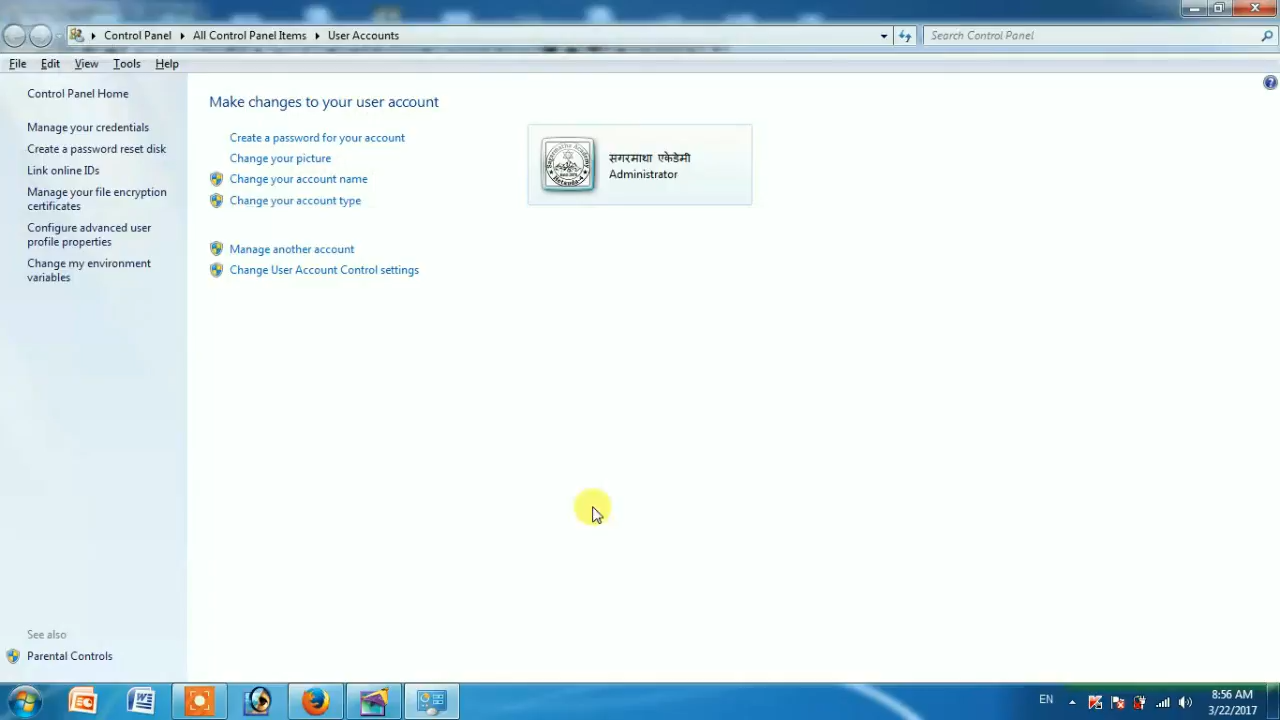 Control Panel
All Control Panel Items
User Accounts
Search Control Panel
File
Edit
View
Tools
Help
Control Panel Home
Manage your credentials
Create a password reset disk
Link online IDs
Manage your file encryption
certificates
Configure advanced user
profile properties
Change my environment
variables
See also
Parental Controls
Make changes to your user account
Create a password for your account
Change your picture
Change your account name
Change your account type
Manage another account
Change User Account Control settings
सगरमाथा एकेडेमी
Administrator
EN
8:56 AM
3/22/2017